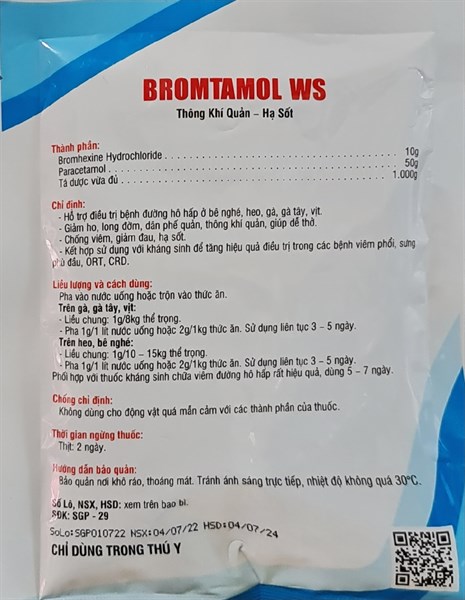 BROMTAMOL WS
Thông Khí Quản – Hạ Sốt
Thành phần:
Bromhexine Hydrochloride . . . . . . . . . . . . . . . . . . . . . . . . . . . . . . 10g
Paracetamol . . . . . . . . . . . . . . . . . . . . . . . . . . . . . . . . . . . . . . . . 50g
Tá dược vừa đủ . . . . . . . . . . . . . . . . . . . . . . . . . . . . . . . . . . . . . 1.000g
Chỉ định:
- Hỗ trợ điều trị bệnh đường hô hấp ở bê nghé, heo, gà, gà tây, vịt.
- Giảm ho, long đờm, dãn phế quản, thông khí quản, giúp dễ thở.
- Chống viêm, giảm đau, hạ sốt.
- Kết hợp sử dụng với kháng sinh để tăng hiệu quả điều trị trong các bệnh viêm phổi, sưng
phù đầu, ORT, CRD.
Liều lượng và cách dùng:
Pha vào nước uống hoặc trộn vào thức ăn.
Trên gà, gà tây, vịt:
- Liều chung: 1g/8kg thể trọng.
- Pha 1g/1 lít nước uống hoặc 2g/1kg thức ăn. Sử dụng liên tục 3 – 5 ngày.
Trên heo, bê nghé:
- Liều chung: 1g/10 – 15kg thể trọng.
- Pha 1g/1 lít nước uống hoặc 2g/1kg thức ăn. Sử dụng liên tục 3 – 5 ngày.
Phối hợp với thuốc kháng sinh chữa viêm đường hô hấp rất hiệu quả, dùng 5 – 7 ngày.
Chống chỉ định:
Không dùng cho động vật quá mẫn cảm với các thành phần của thuốc.
Thời gian ngừng thuốc:
Thịt: 2 ngày.
Hướng dẫn bảo quản:
Bảo quản nơi khô ráo, thoáng mát. Tránh ánh sáng trực tiếp, nhiệt độ không quá 30°C.
Số Lô, NSX, HSD: xem trên bao bì.
SĐK: SGP - 29
SoLo:SGP010722 NSX:04/07/22 HSD:04/07/24
CHỈ DÙNG TRONG THÚ Y